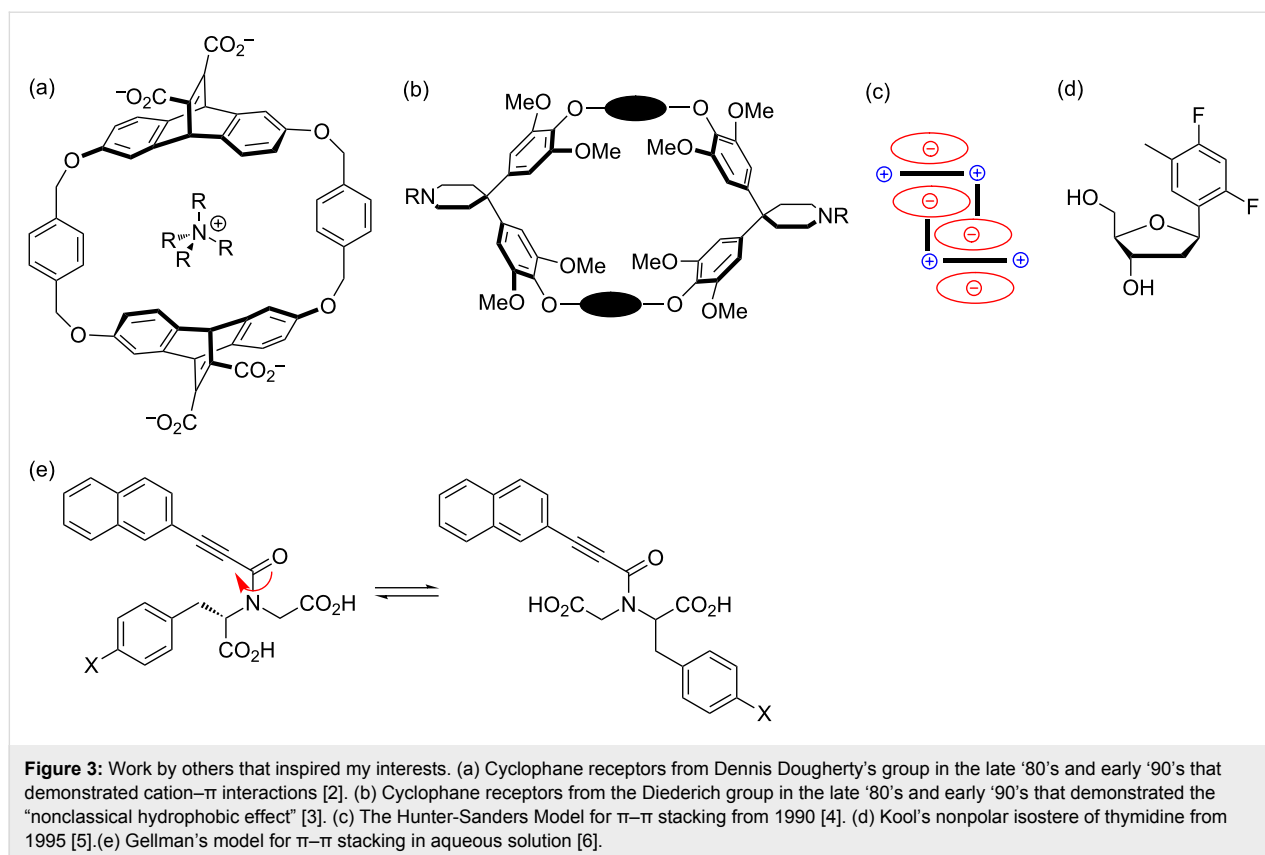 (a)
CO2−
−O2C
O
O
R
N
⊕
R
R
R
O
O
CO2−
−O2C
(b)
MeO
O
O
OMe
OMe
MeO
RN
NR
OMe
MeO
MeO
O
O
OMe
(c)
⊖
⊕
⊕
⊖
⊖
⊕
⊕
⊖
(d)
F
HO
O
F
OH
(e)
O
N
CO2H
CO2H
X
O
HO2C
N
CO2H
X
Figure 3: Work by others that inspired my interests. (a) Cyclophane receptors from Dennis Dougherty’s group in the late ‘80’s and early ‘90’s that
demonstrated cation–π interactions [2]. (b) Cyclophane receptors from the Diederich group in the late ‘80’s and early ‘90’s that demonstrated the
“nonclassical hydrophobic effect” [3]. (c) The Hunter-Sanders Model for π–π stacking from 1990 [4]. (d) Kool’s nonpolar isostere of thymidine from
1995 [5].(e) Gellman’s model for π–π stacking in aqueous solution [6].